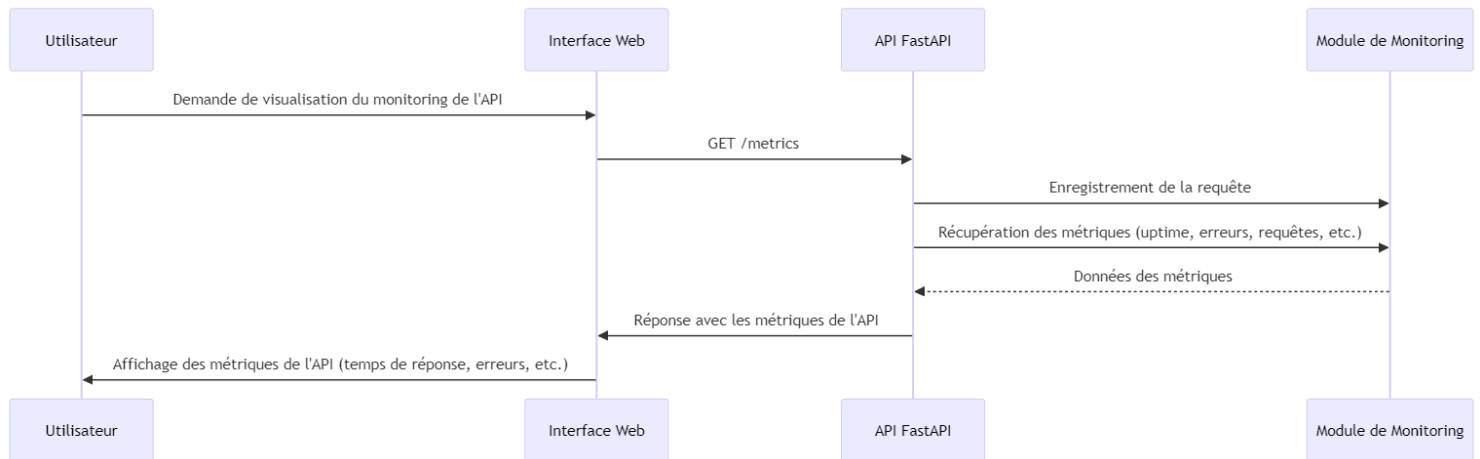 Utilisateur
Interface Web
API FastAPI
Module de Monitoring
Demande de visualisation du monitoring de l'API
GET /metrics
Enregistrement de la requête
Récupération des métriques (uptime, erreurs, requêtes, etc.)
Données des métriques
Réponse avec les métriques de l'API
Affichage des métriques de l'API (temps de réponse, erreurs, etc.)
Utilisateur
Interface Web
API FastAPI
Module de Monitoring